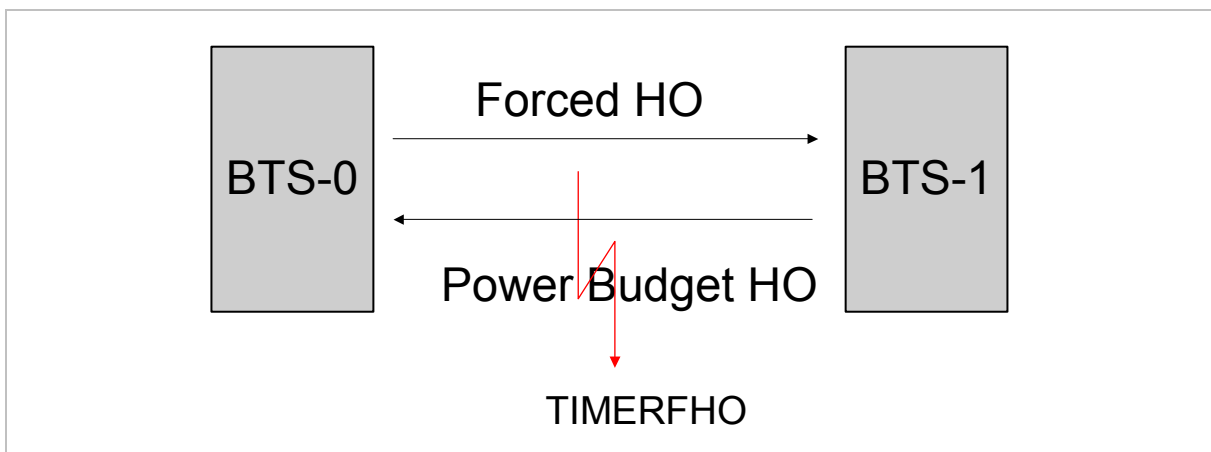 Forced HO
BTS-0
BTS-1
Power Budget HO
TIMERFHO